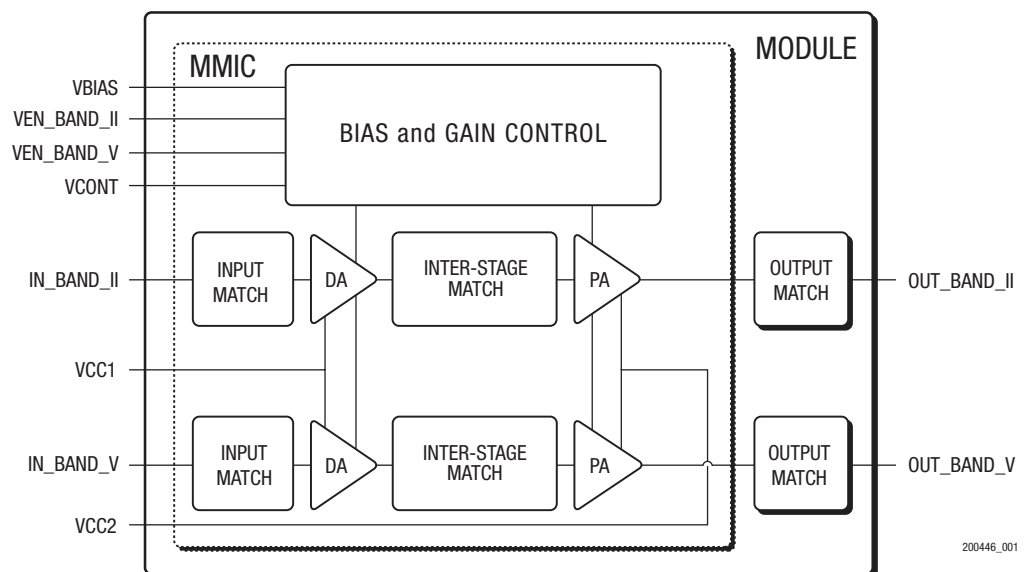 MODULE
MMIC
VBIAS
VEN_BAND_II
VEN_BAND_V
VCONT
BIAS and GAIN CONTROL
IN_BAND_II
INPUT
MATCH
DA
INTER-STAGE
MATCH
PA
OUTPUT
MATCH
OUT_BAND_II
VCC1
IN_BAND_V
INPUT
MATCH
DA
INTER-STAGE
MATCH
PA
OUTPUT
MATCH
OUT_BAND_V
VCC2
200446_001